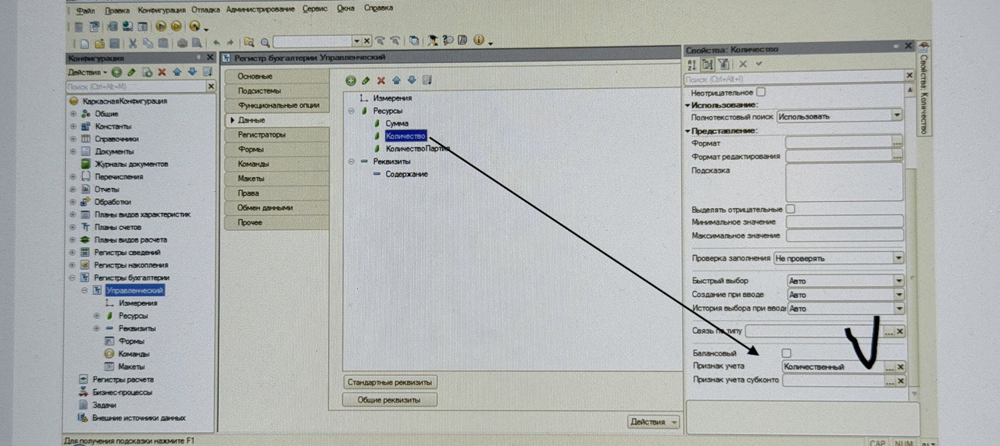 Файл Правка Конфигурация Отладка Администрирование Сервис Окна Справка
Конфигурация
Действия
Поиск (Ctrl+Alt+M)
КаркаснаяКонфигурация
Общие
Константы
Справочники
Документы
Журналы документов
Перечисления
Отчеты
Обработки
Планы видов характеристик
Планы счетов
Планы видов расчета
Регистры сведений
Регистры накопления
Регистры бухгалтерии
Управленческий
Измерения
Ресурсы
Реквизиты
Формы
Команды
Макеты
Регистры расчета
Бизнес-процессы
Задачи
Внешние источники данных
Регистр бухгалтерии Управленческий
Основные
Подсистемы
Функциональные опции
Данные
Регистраторы
Формы
Команды
Макеты
Права
Обмен данными
Прочее
Измерения
Ресурсы
Сумма
Количество
КоличествоПартия
Реквизиты
Содержание
Стандартные реквизиты
Общие реквизиты
Действия
Свойства: Количество
Поиск (Ctrl+Alt+I)
Неотрицательное
Использование:
Полнотекстовый поиск Использовать
Представление:
Формат
Формат редактирования
Подсказка
Выделять отрицательные
Минимальное значение
Максимальное значение
Проверка заполнения Не проверять
Быстрый выбор Авто
Создание при вводе Авто
История выбора при вводе Авто
Связь по типу
Балансовый
Признак учета Количественный
Признак учета субконто
Свойства: Количество
Для получения подсказки нажмите F1
CAP NUM